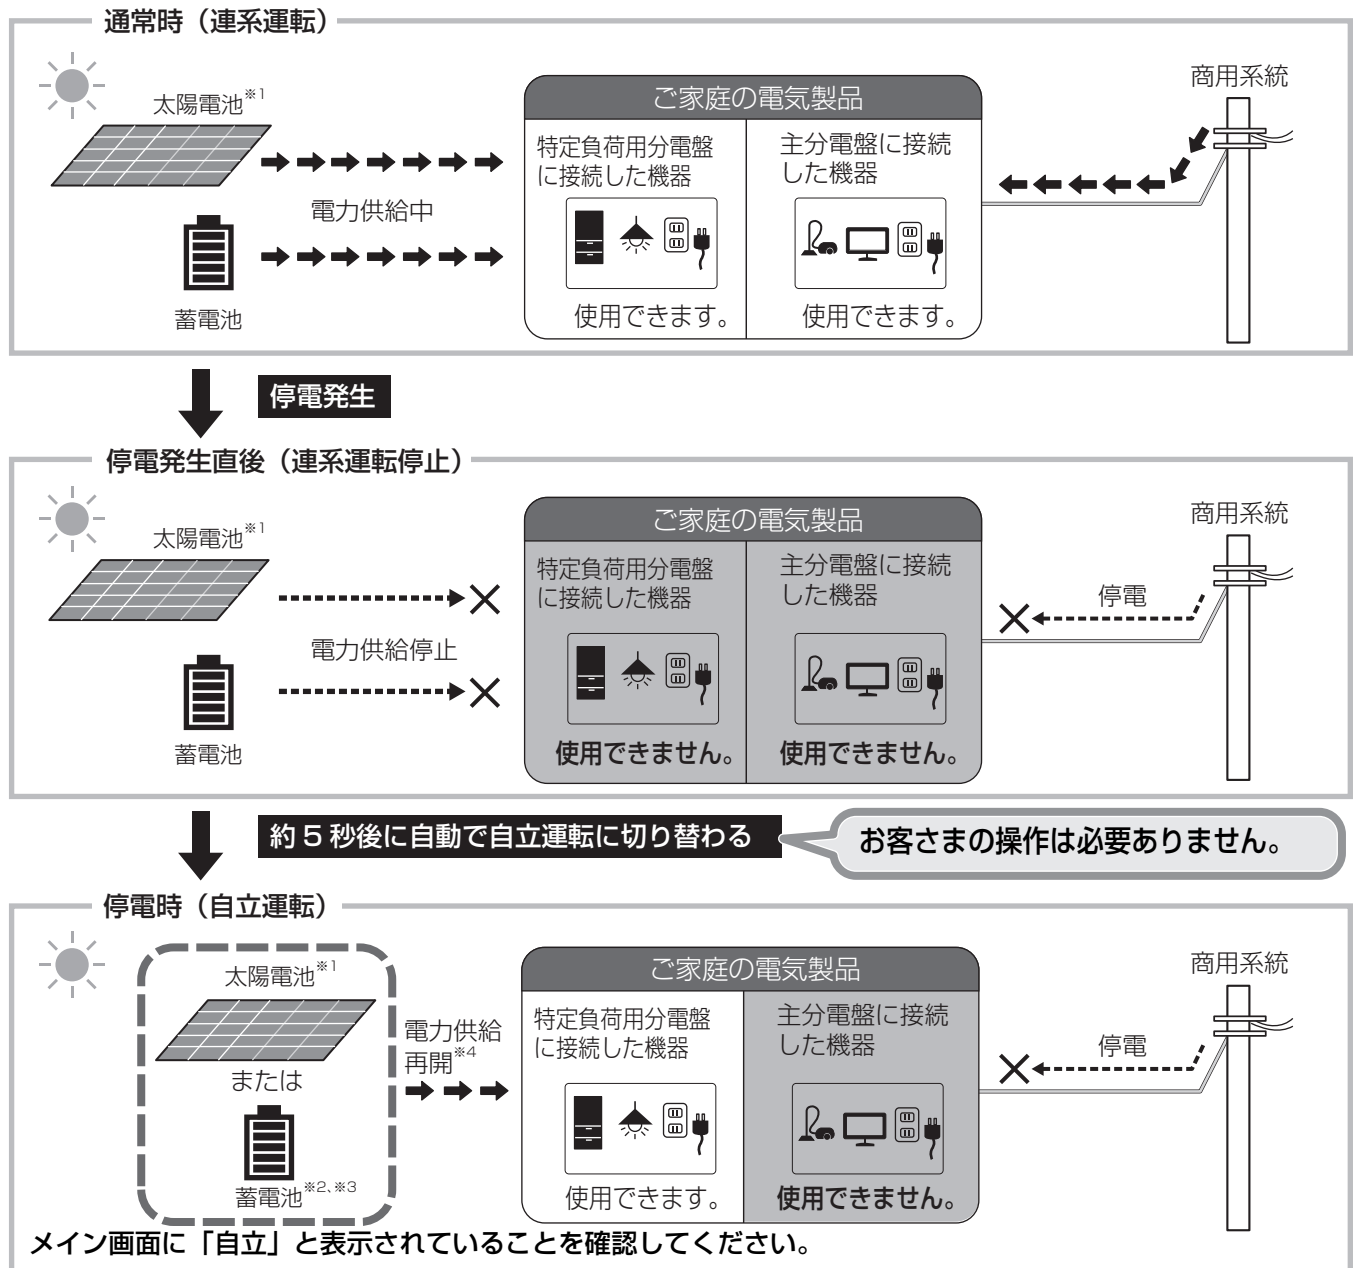 通常時（連系運転）
太陽電池※1
電力供給中
蓄電池
ご家庭の電気製品
特定負荷用分電盤
に接続した機器
使用できます。
主分電盤に接続
した機器
使用できます。
商用系統
停電発生
停電発生直後（連系運転停止）
太陽電池※1
電力供給停止
蓄電池
ご家庭の電気製品
特定負荷用分電盤
に接続した機器
使用できません。
主分電盤に接続
した機器
使用できません。
停電
商用系統
約５秒後に自動で自立運転に切り替わる
お客さまの操作は必要ありません。
停電時（自立運転）
太陽電池※1
または
蓄電池※2、※3
電力供給
再開※4
ご家庭の電気製品
特定負荷用分電盤
に接続した機器
使用できます。
主分電盤に接続
した機器
使用できません。
停電
商用系統
メイン画面に「自立」と表示されていることを確認してください。